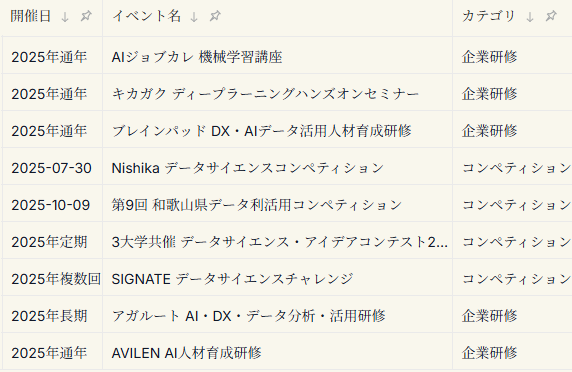 開催日 イベント名 カテゴリ
2025年通年 AIジョブカレ 機械学習講座 企業研修
2025年通年 キカガク ディープラーニングハンズオンセミナー 企業研修
2025年通年 ブレインパッド DX・AIデータ活用人材育成研修 企業研修
2025-07-30 Nishika データサイエンスコンペティション コンペティション
2025-10-09 第9回 和歌山県データ利活用コンペティション コンペティション
2025年定期 3大学共催 データサイエンス・アイデアコンテスト2... コンペティション
2025年複数回 SIGNATE データサイエンスチャレンジ コンペティション
2025年長期 アガルート AI・DX・データ分析・活用研修 企業研修
2025年通年 AVILEN AI人材育成研修 企業研修